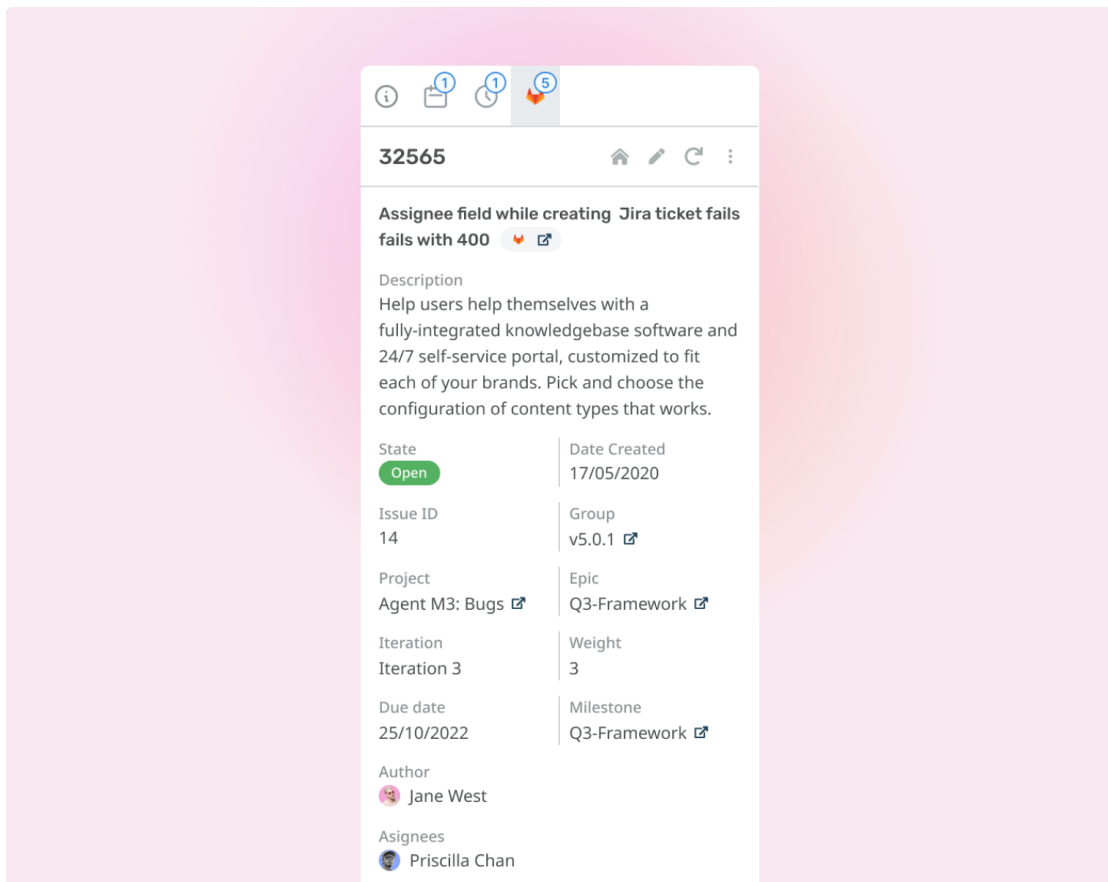 1 1 5
32565
Assignee field while creating Jira ticket fails
fails with 400
Description
Help users help themselves with a
fully-integrated knowledgebase software and
24/7 self-service portal, customized to fit
each of your brands. Pick and choose the
configuration of content types that works.
State Date Created
Open 17/05/2020
Issue ID Group
14 v5.0.1
Project Epic
Agent M3: Bugs Q3-Framework
Iteration Weight
Iteration 3 3
Due date Milestone
25/10/2022 Q3-Framework
Author
Jane West
Asignees
Priscilla Chan